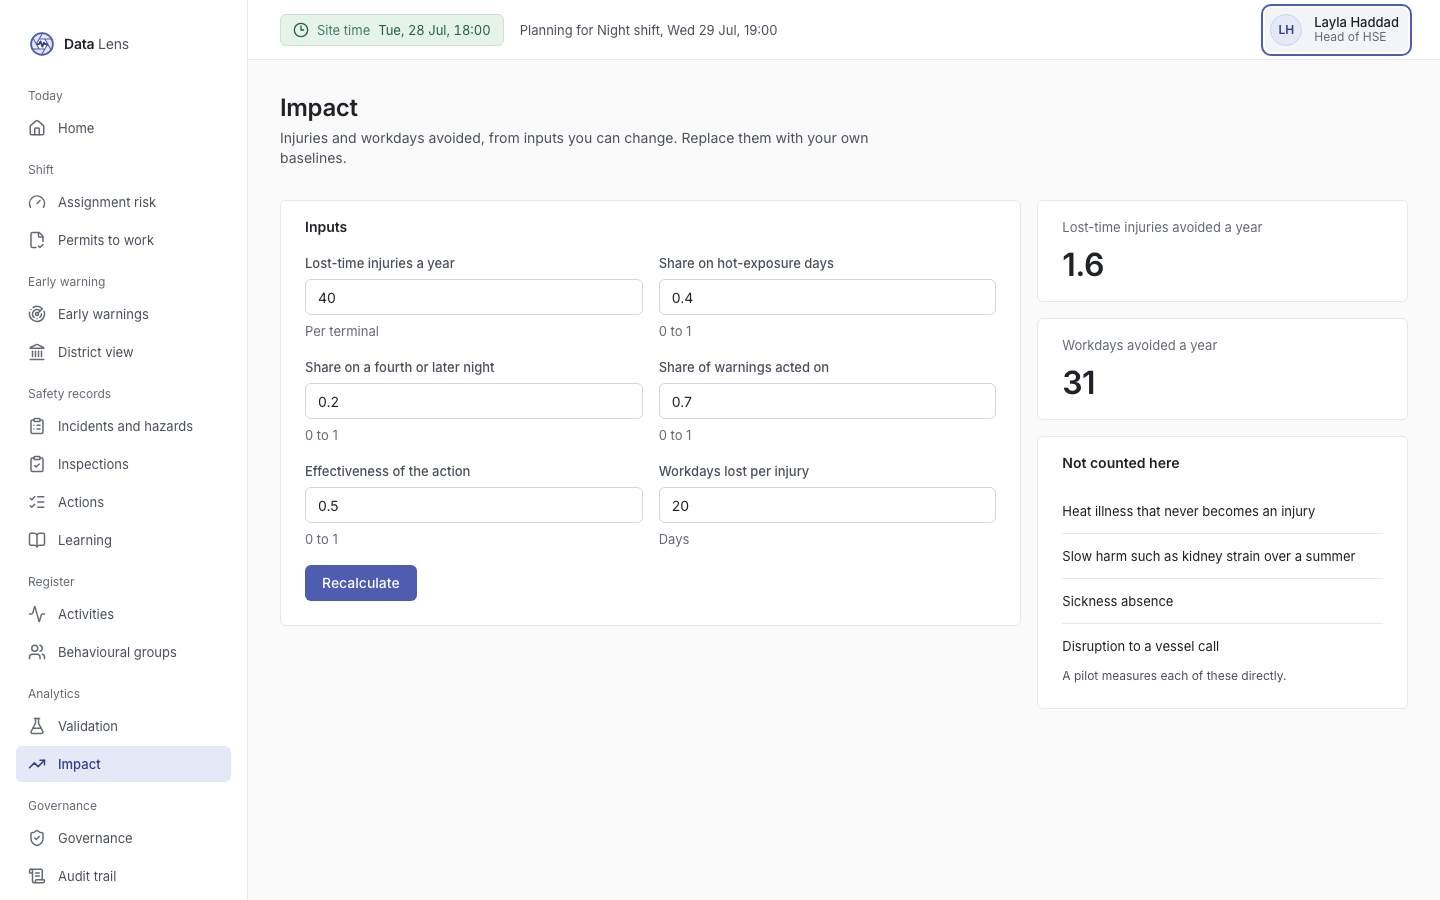 Data Lens
Today
Home
Shift
Assignment risk
Permits to work
Early warning
Early warnings
District view
Safety records
Incidents and hazards
Inspections
Actions
Learning
Register
Activities
Behavioural groups
Analytics
Validation
Impact
Governance
Governance
Audit trail
Site time Tue, 28 Jul, 18:00
Planning for Night shift, Wed 29 Jul, 19:00
LH
Layla Haddad
Head of HSE
Impact
Injuries and workdays avoided, from inputs you can change. Replace them with your own
baselines.
Inputs
Lost-time injuries a year
40
Per terminal
Share on hot-exposure days
0.4
0 to 1
Share on a fourth or later night
0.2
0 to 1
Share of warnings acted on
0.7
0 to 1
Effectiveness of the action
0.5
0 to 1
Workdays lost per injury
20
Days
Recalculate
Lost-time injuries avoided a year
1.6
Workdays avoided a year
31
Not counted here
Heat illness that never becomes an injury
Slow harm such as kidney strain over a summer
Sickness absence
Disruption to a vessel call
A pilot measures each of these directly.